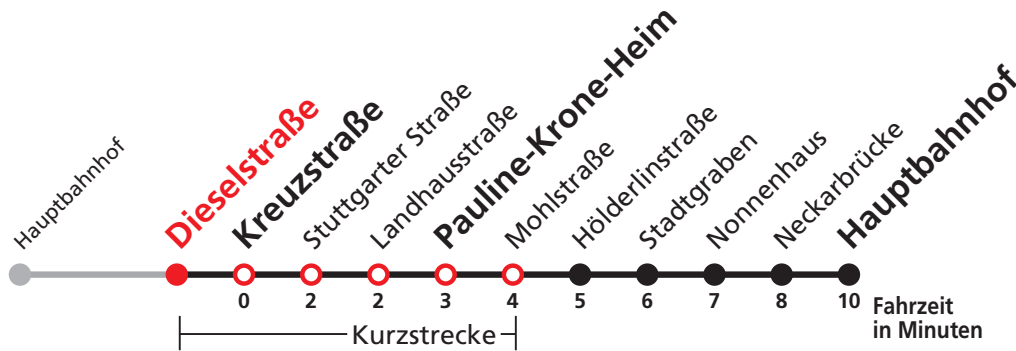 Hauptbahnhof
Dieselstraße
Kreuzstraße
Stuttgarter Straße
Landhausstraße
Pauline-Krone-Heim
Mohlstraße
Hölderlinstraße
Stadtgraben
Nonnenhaus
Neckarbrücke
Hauptbahnhof
0 2 2 3 4 5 6 7 8 10
Fahrzeit
in Minuten
Kurzstrecke